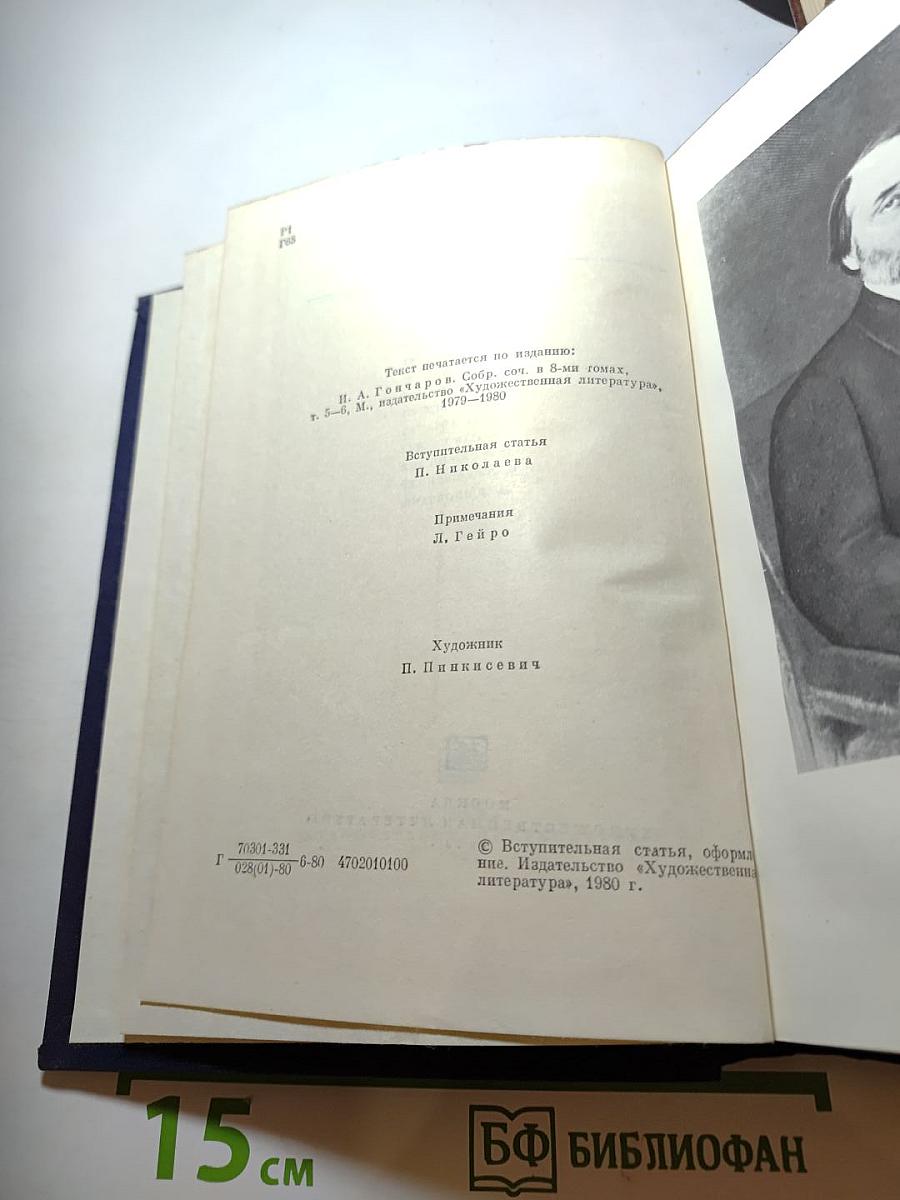 Р1
Г65
Текст печатается по изданию:
И. А. Гончаров. Собр. соч. в 8-ми томах,
т. 5—6, М., издательство «Художественная литература»,
1979—1980
Вступительная статья
П. Николаева
Примечания
Л. Гейро
Художник
П. Пинкисевич
Г 70301-331
028(01)-80 6-80 4702010100
© Вступительная статья, оформл
ние. Издательство «Художественна
литература», 1980 г.
15 см
БФ БИБЛИОФАН